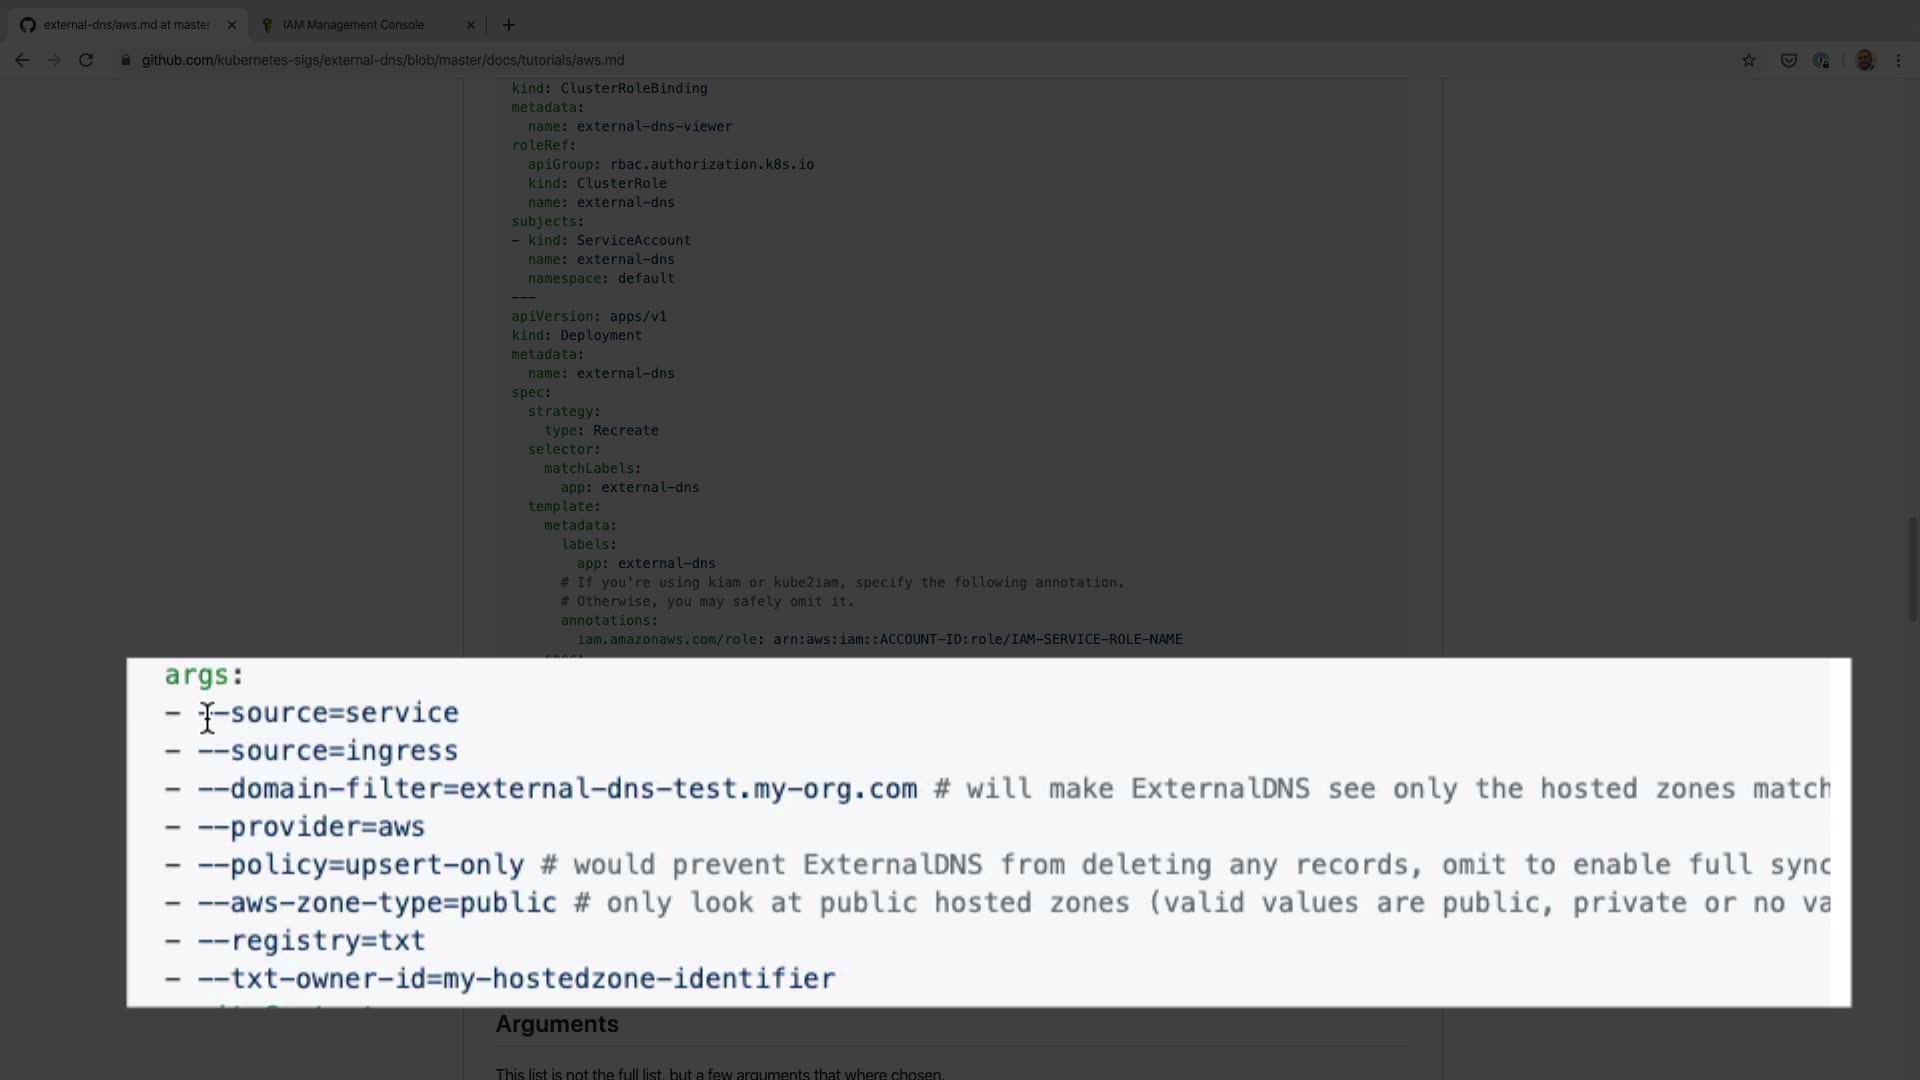 external-dns/aws.md at master
IAM Management Console
github.com/kubernetes-sigs/external-dns/blob/master/docs/tutorials/aws.md
kind: ClusterRoleBinding
metadata:
  name: external-dns-viewer
roleRef:
  apiGroup: rbac.authorization.k8s.io
  kind: ClusterRole
  name: external-dns
subjects:
- kind: ServiceAccount
  name: external-dns
  namespace: default
---
apiVersion: apps/v1
kind: Deployment
metadata:
  name: external-dns
spec:
  strategy:
    type: Recreate
  selector:
    matchLabels:
      app: external-dns
  template:
    metadata:
      labels:
        app: external-dns
      # If you're using kiam or kube2iam, specify the following annotation.
      # Otherwise, you may safely omit it.
      annotations:
        iam.amazonaws.com/role: arn:aws:iam::ACCOUNT-ID:role/IAM-SERVICE-ROLE-NAME
args:
- --source=service
- --source=ingress
- --domain-filter=external-dns-test.my-org.com # will make ExternalDNS see only the hosted zones match
- --provider=aws
- --policy=upsert-only # would prevent ExternalDNS from deleting any records, omit to enable full sync
- --aws-zone-type=public # only look at public hosted zones (valid values are public, private or no va
- --registry=txt
- --txt-owner-id=my-hostedzone-identifier
Arguments
This list is not the full list, but a few arguments that where chosen.